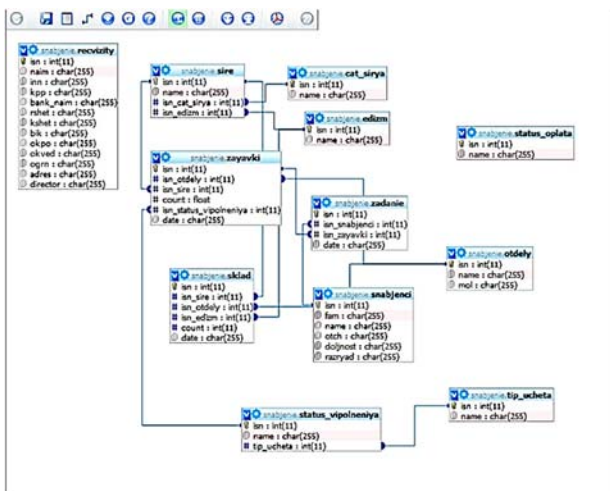 snabjenie.recvizity
isn : int(11)
naim : char(255)
inn : char(255)
kpp : char(255)
bank_naim : char(255)
rshet : char(255)
kshet : char(255)
bik : char(255)
okpo : char(255)
okved : char(255)
ogrn : char(255)
adres : char(255)
director : char(255)
snabjenie.sire
isn : int(11)
name : char(255)
isn_cat_sirya : int(11)
isn_edizm : int(11)
snabjenie.cat_sirya
isn : int(11)
name : char(255)
snabjenie.edizm
isn : int(11)
name : char(255)
snabjenie.status_oplata
isn : int(11)
name : char(255)
snabjenie.zayavki
isn : int(11)
isn_otdely : int(11)
isn_sire : int(11)
count : float
isn_status_vipolneniya : int(11)
date : char(255)
snabjenie.zadanie
isn : int(11)
isn_snabjenci : int(11)
isn_zayavki : int(11)
date : char(255)
snabjenie.otdely
isn : int(11)
name : char(255)
mol : char(255)
snabjenie.sklad
isn : int(11)
isn_sire : int(11)
isn_otdely : int(11)
isn_edizm : int(11)
count : int(11)
date : char(255)
snabjenie.snabjenci
isn : int(11)
fam : char(255)
name : char(255)
otch : char(255)
doljnost : char(255)
razryad : char(255)
snabjenie.status_vipolneniya
isn : int(11)
name : char(255)
tip_ucheta : int(11)
snabjenie.tip_ucheta
isn : int(11)
name : char(255)